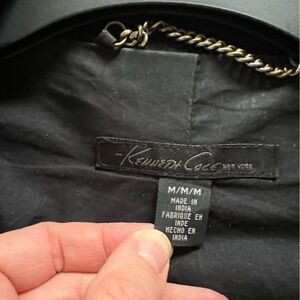 Kenneth Cole NEW YORK
M/M/M
MADE IN
INDIA
FABRIQUE EN
INDE
HECHO EN
INDIA